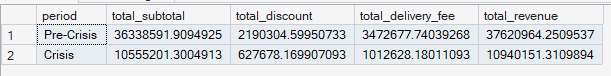 period total_subtotal total_discount total_delivery_fee total_revenue
1 Pre-Crisis 36338591.9094925 2190304.59950733 3472677.74039268 37620964.2509537
2 Crisis 10555201.3004913 627678.169907093 1012628.18011093 10940151.3109894